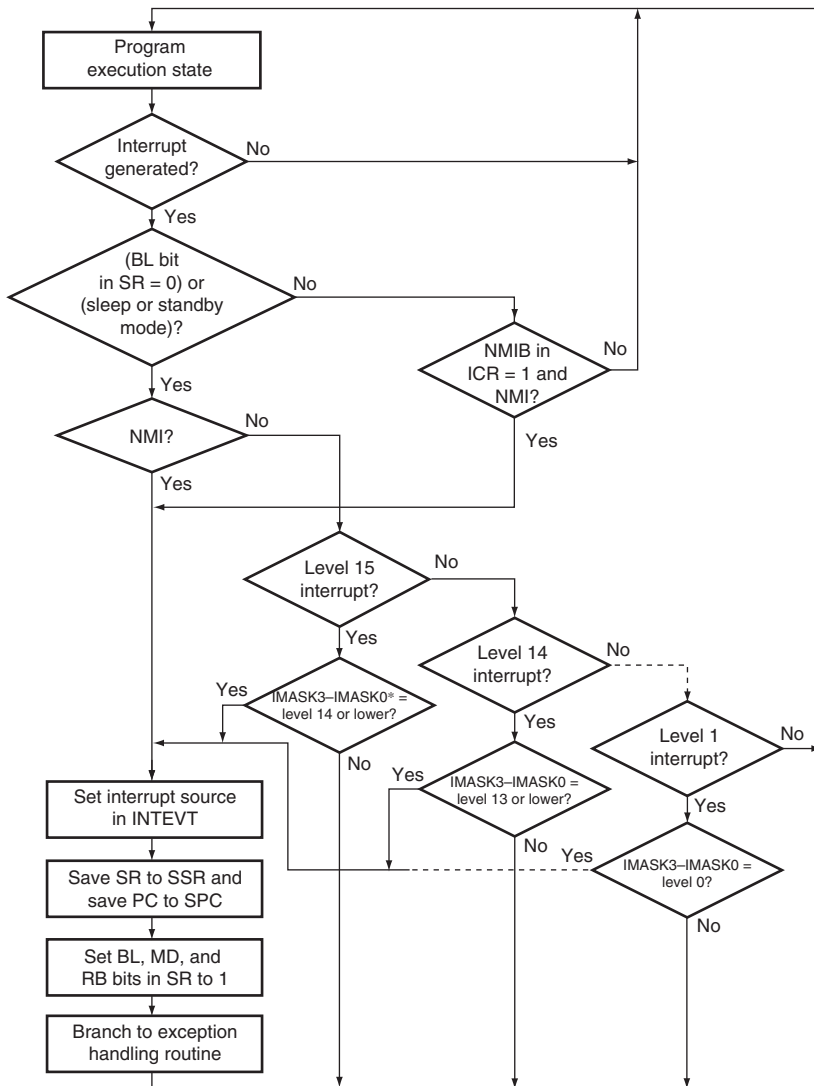 Program
execution state
Interrupt
generated?
No
Yes
(BL bit
in SR = 0) or
(sleep or standby
mode)?
No
Yes
NMIB in
ICR = 1 and
NMI?
No
Yes
NMI?
No
Yes
Level 15
interrupt?
No
Yes
Level 14
interrupt?
No
Yes
IMASK3–IMASK0* =
level 14 or lower?
Yes
No
Level 1
interrupt?
No
Yes
IMASK3–IMASK0 =
level 13 or lower?
Yes
No
IMASK3–IMASK0 =
level 0?
Yes
No
Set interrupt source
in INTEVT
Save SR to SSR and
save PC to SPC
Set BL, MD, and
RB bits in SR to 1
Branch to exception
handling routine